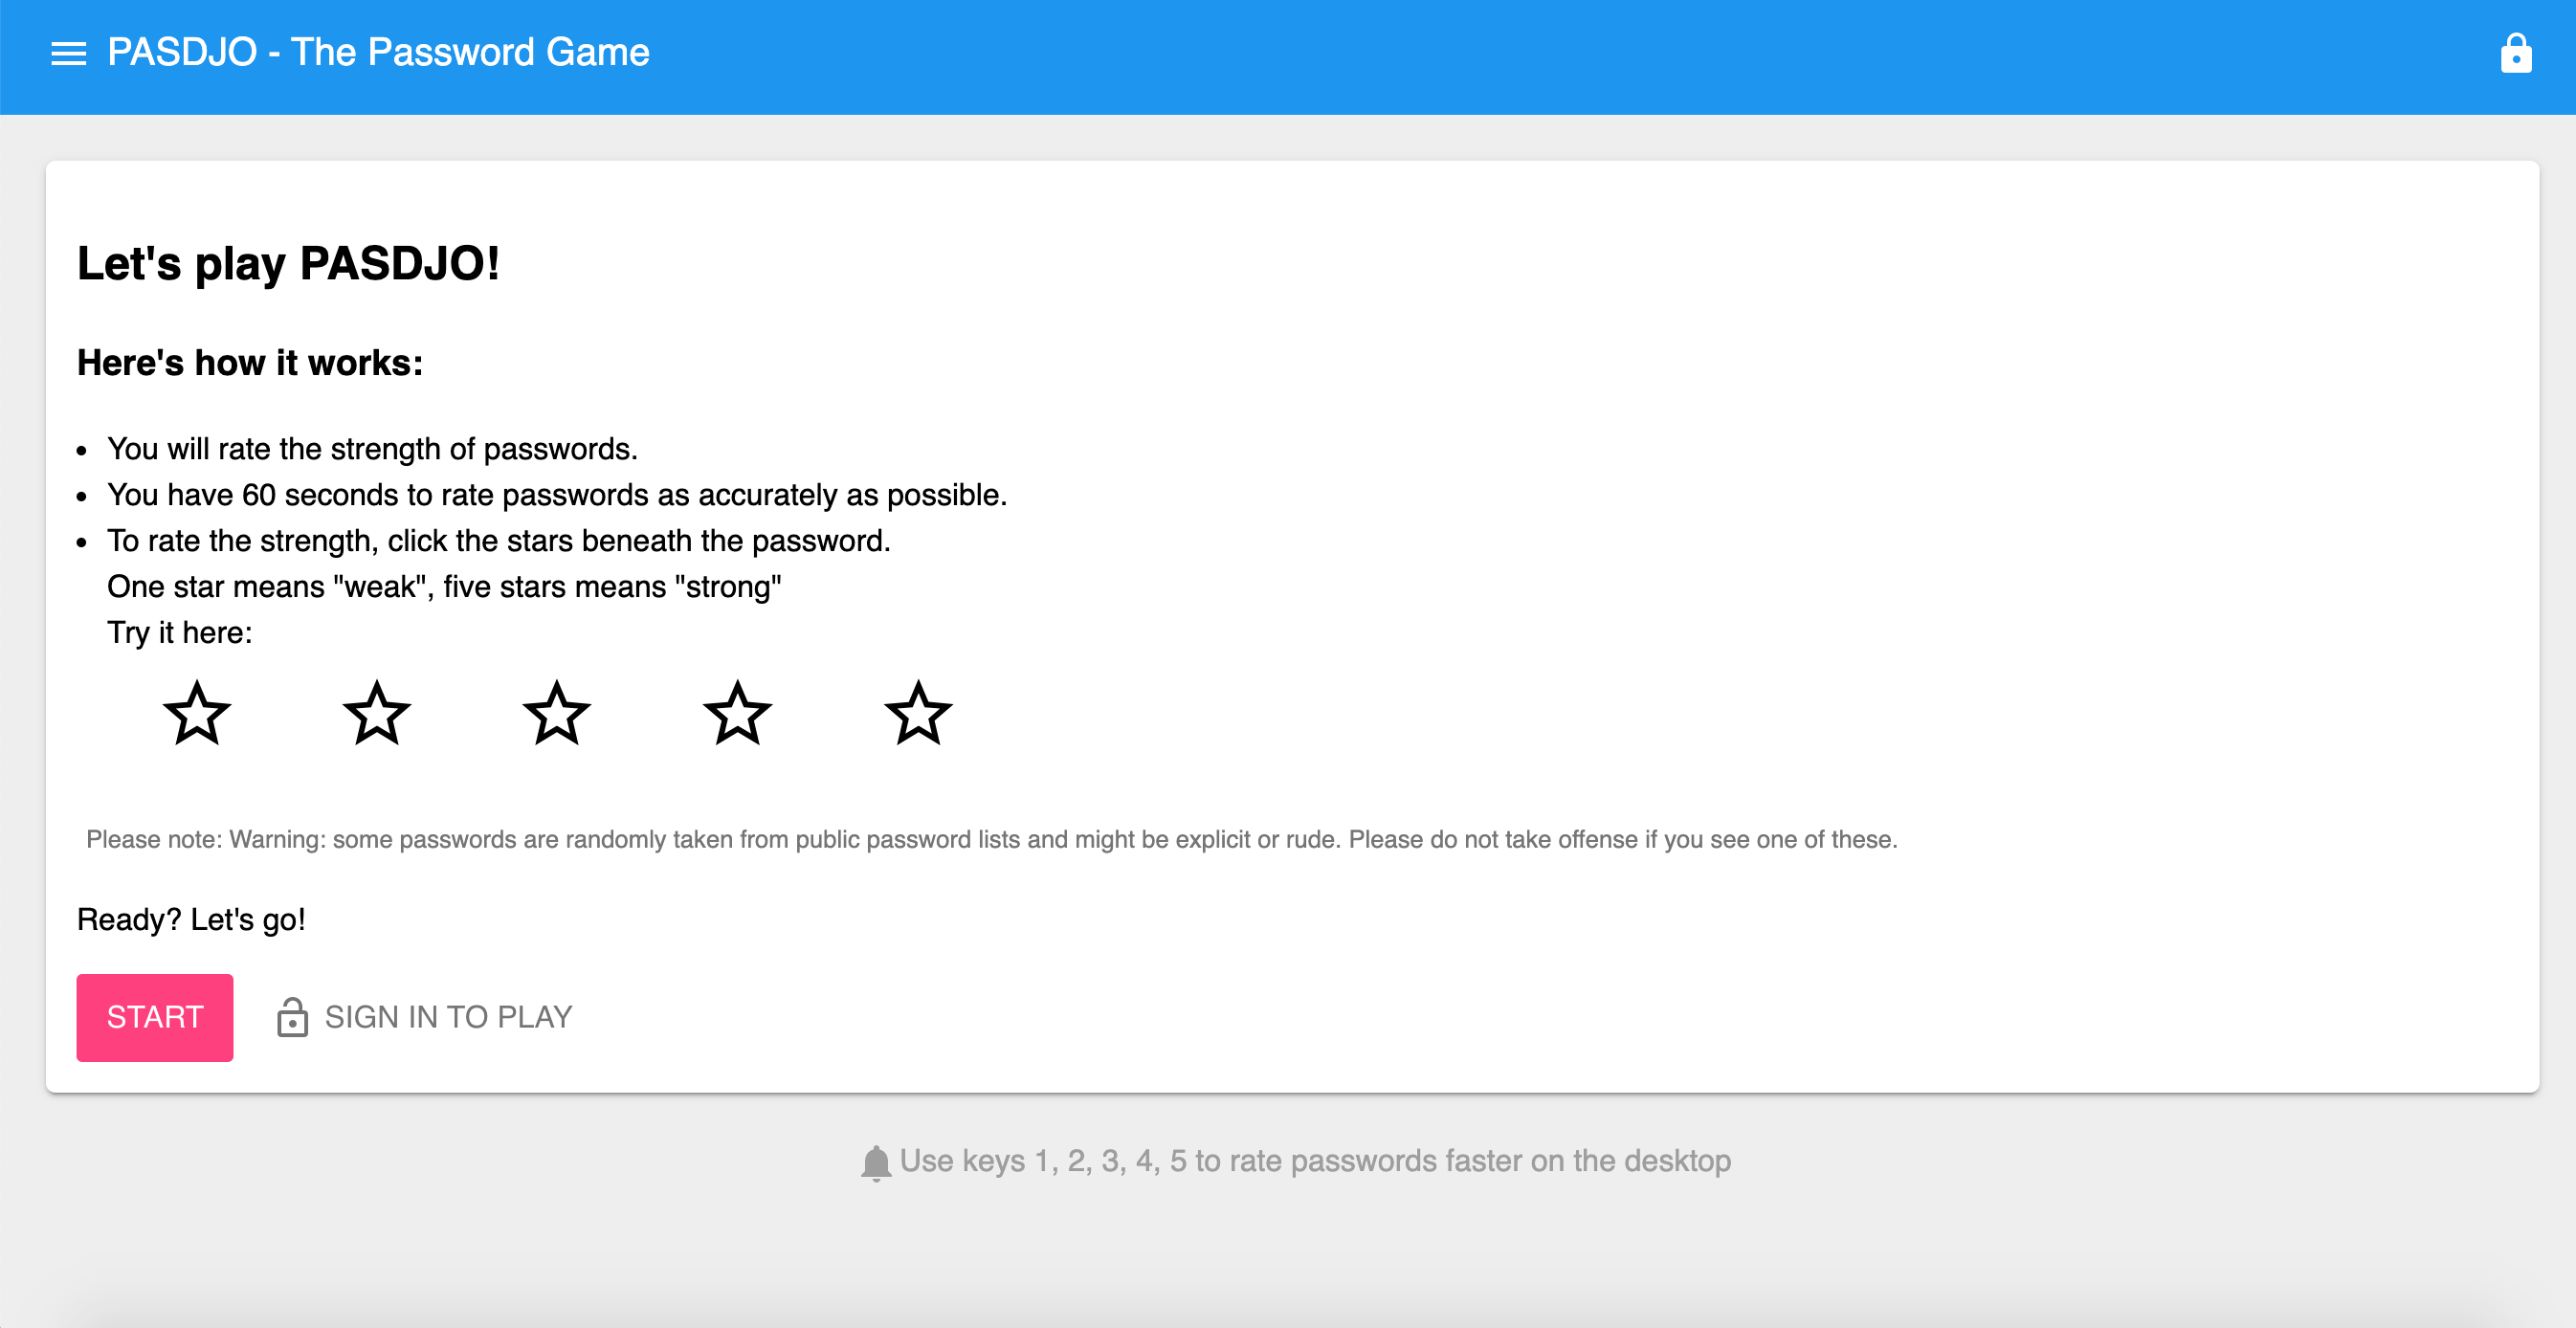 PASDJO - The Password Game
Let's play PASDJO!
Here's how it works:
You will rate the strength of passwords.
You have 60 seconds to rate passwords as accurately as possible.
To rate the strength, click the stars beneath the password.
One star means "weak", five stars means "strong"
Try it here:
Please note: Warning: some passwords are randomly taken from public password lists and might be explicit or rude. Please do not take offense if you see one of these.
Ready? Let's go!
START SIGN IN TO PLAY
Use keys 1, 2, 3, 4, 5 to rate passwords faster on the desktop